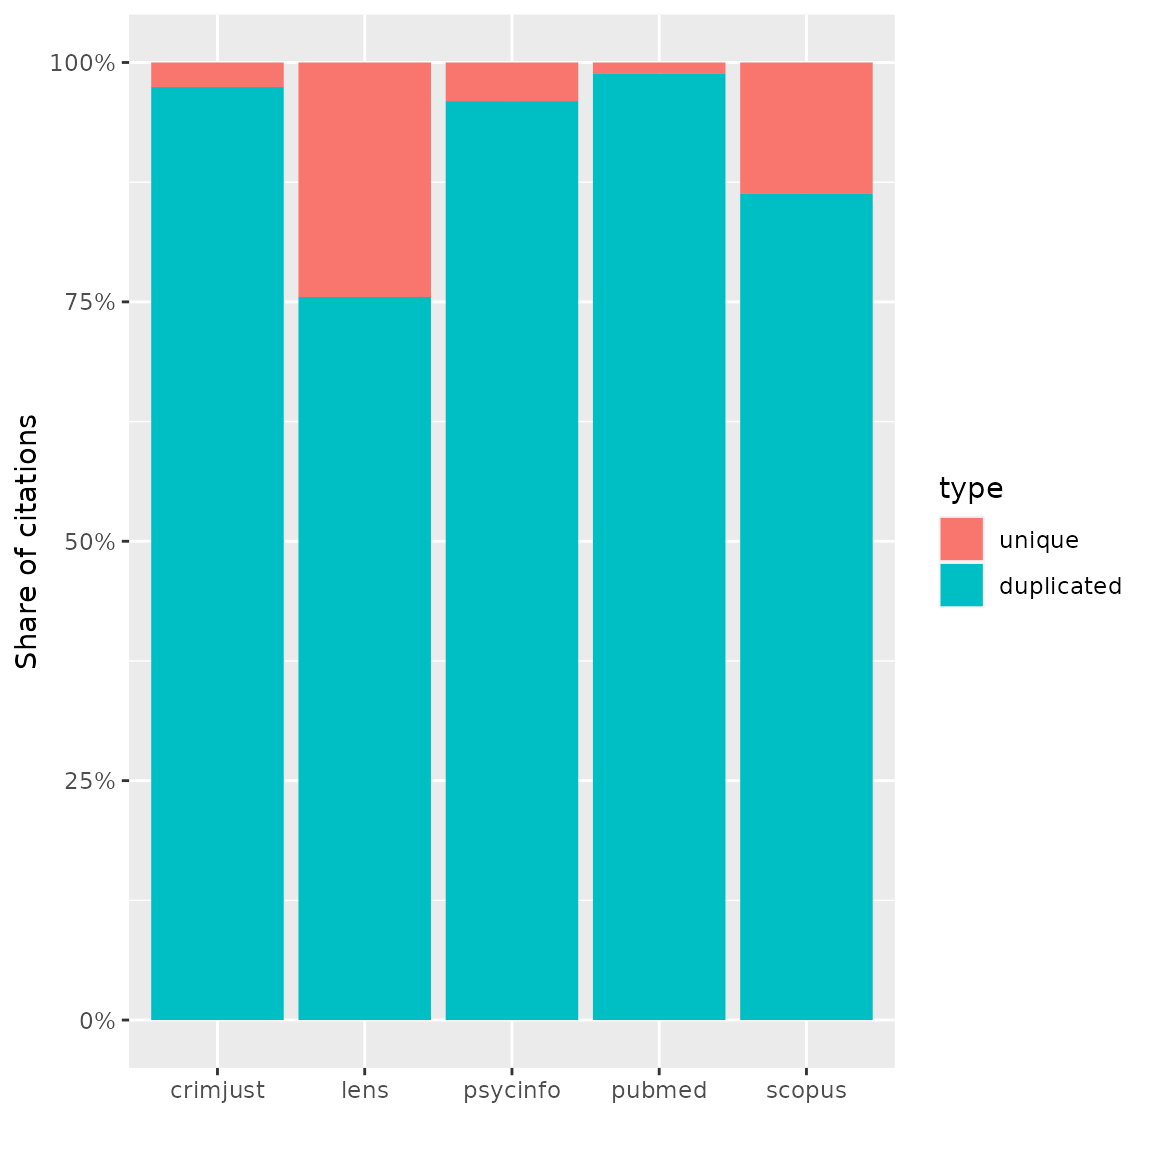 Share of citations
100%
75%
50%
25%
0%
crimjust lens psycinfo pubmed scopus
type
unique
duplicated